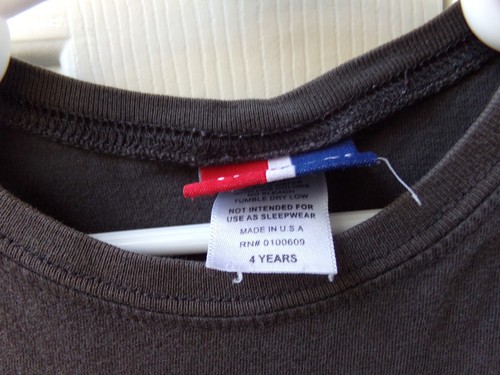 TUMBLE DRY LOW
NOT INTENDED FOR
USE AS SLEEPWEAR
MADE IN U.S.A
RN# 0100609
4 YEARS